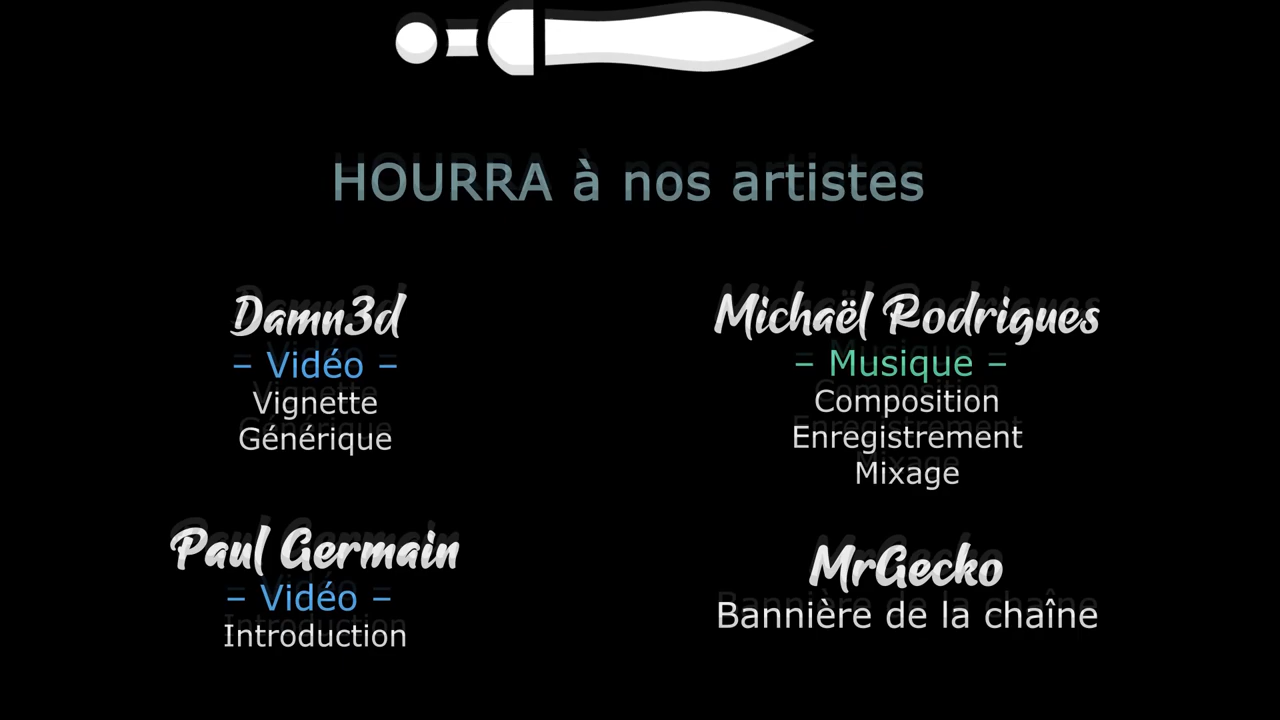 HOURRA à nos artistes
Damn3d
– Vidéo –
Vignette
Générique
Michaël Rodrigues
– Musique –
Composition
Enregistrement
Mixage
Paul Germain
– Vidéo –
Introduction
MrGecko
Bannière de la chaîne